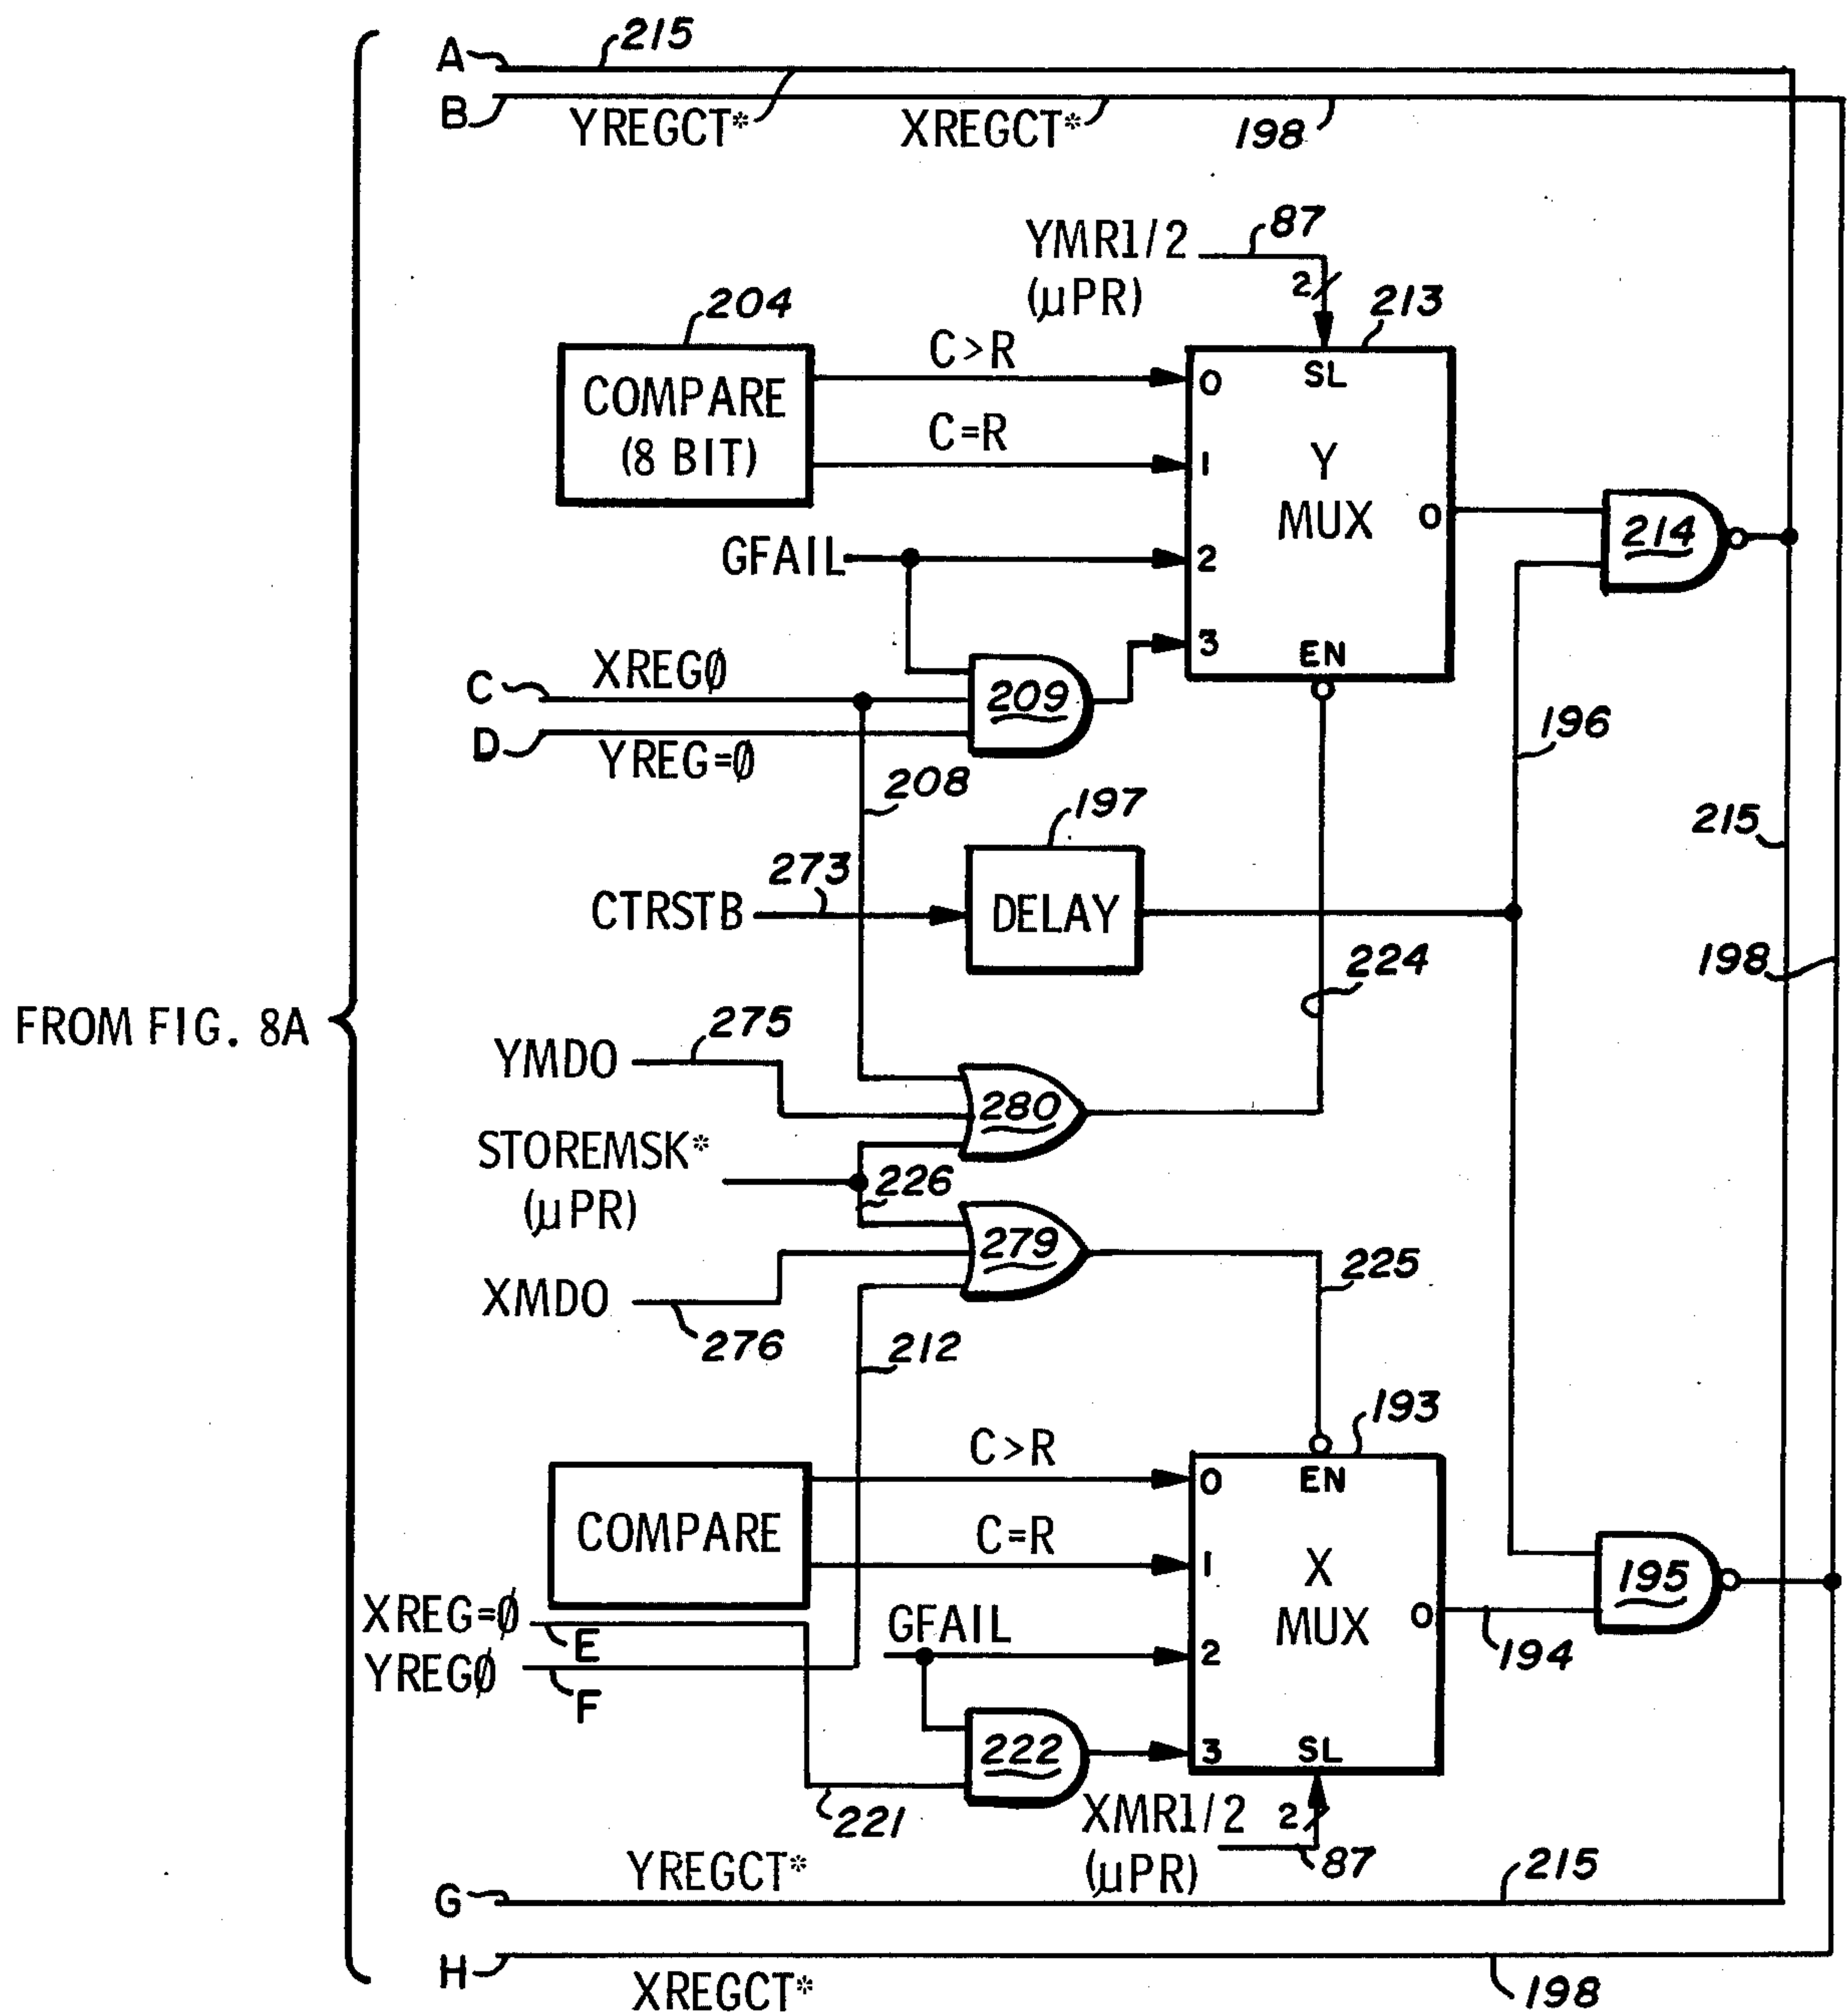 A 215
B YREGCT* XREGCT* 198
YMR1/2 87
(µPR) 2
204 213
COMPARE
(8 BIT)
C>R 0 SL
C=R 1 Y
MUX 0 214
GFAIL 2
3 EN
C XREGØ 209
D YREG=Ø
208 196
197 215
273
CTRSTB DELAY
224 198
FROM FIG. 8A
275
YMDO
280
STOREMSK*
(µPR) 226
279
225
XMDO
276 212
193
C>R 0 EN
COMPARE
C=R 1 X
MUX 0 195
XREG=Ø E
GFAIL 2 194
YREGØ F
222 3 SL
221
XMR1/2 2
(µPR) 87
YREGCT*
G 215
H XREGCT* 198